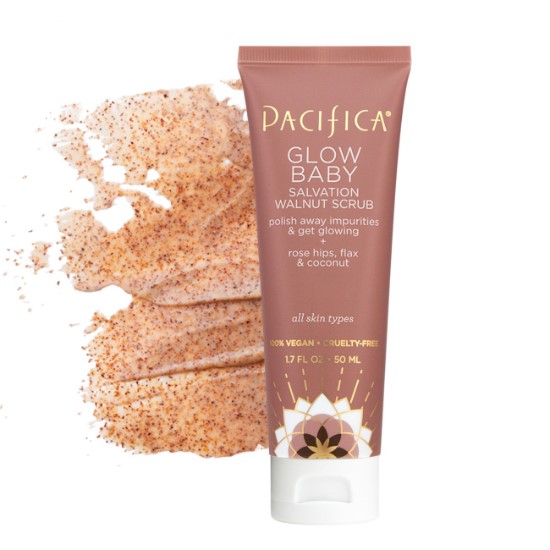 PACIFICA®
GLOW
BABY
SALVATION
WALNUT SCRUB
polish away impurities
& get glowing
+
rose hips, flax
& coconut
all skin types
100% VEGAN • CRUELTY-FREE
1.7 FL OZ • 50 ML